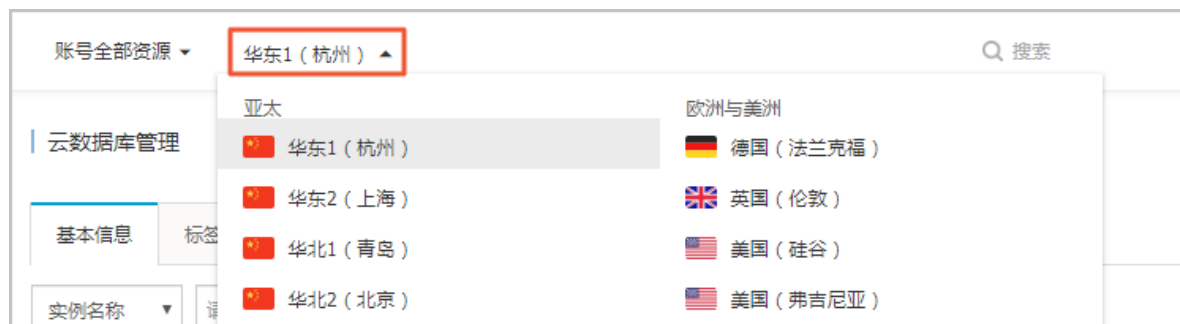 账号全部资源
华东1（杭州）
搜索
云数据库管理
基本信息
标签
实例名称
请
亚太
华东1（杭州）
华东2（上海）
华北1（青岛）
华北2（北京）
欧洲与美洲
德国（法兰克福）
英国（伦敦）
美国（硅谷）
美国（弗吉尼亚）